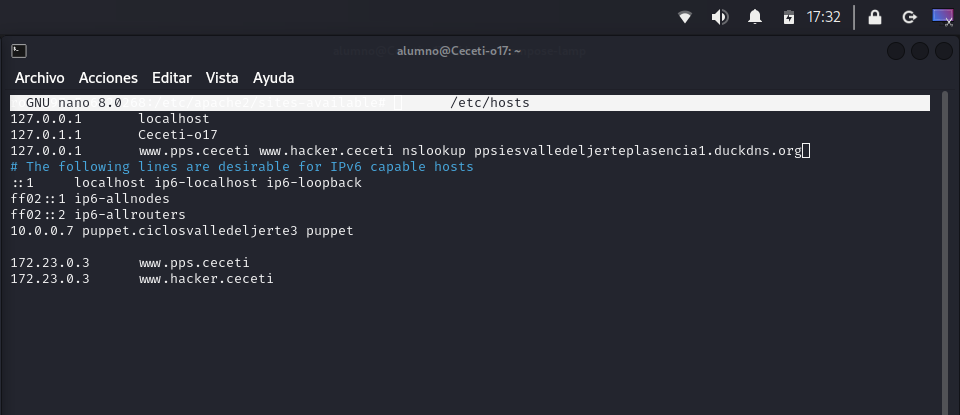 17:32
alumno@Ceceti-o17: ~
Archivo Acciones Editar Vista Ayuda
GNU nano 8.0 /etc/hosts
127.0.0.1 localhost
127.0.1.1 Ceceti-o17
127.0.0.1 www.pps.ceceti www.hacker.ceceti nslookup ppsiesvalledeljerteplasencia1.duckdns.org
# The following lines are desirable for IPv6 capable hosts
::1 localhost ip6-localhost ip6-loopback
ff02::1 ip6-allnodes
ff02::2 ip6-allrouters
10.0.0.7 puppet.ciclosvalledeljerte3 puppet
172.23.0.3 www.pps.ceceti
172.23.0.3 www.hacker.ceceti